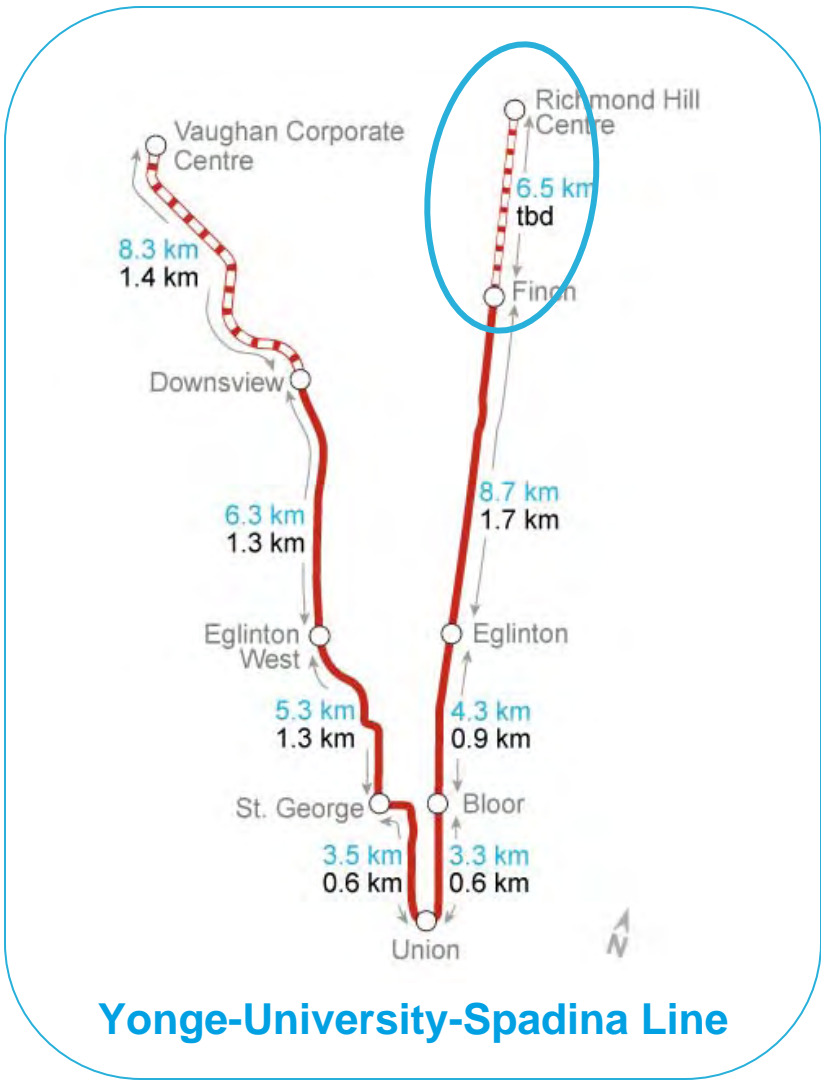 Richmond Hill
Centre
Vaughan Corporate
Centre
6.5 km
tbd
8.3 km
1.4 km
Finch
Downsview
8.7 km
1.7 km
6.3 km
1.3 km
Eglinton
West
Eglinton
5.3 km
1.3 km
4.3 km
0.9 km
St. George
Bloor
3.5 km
0.6 km
3.3 km
0.6 km
Union
N
Yonge-University-Spadina Line